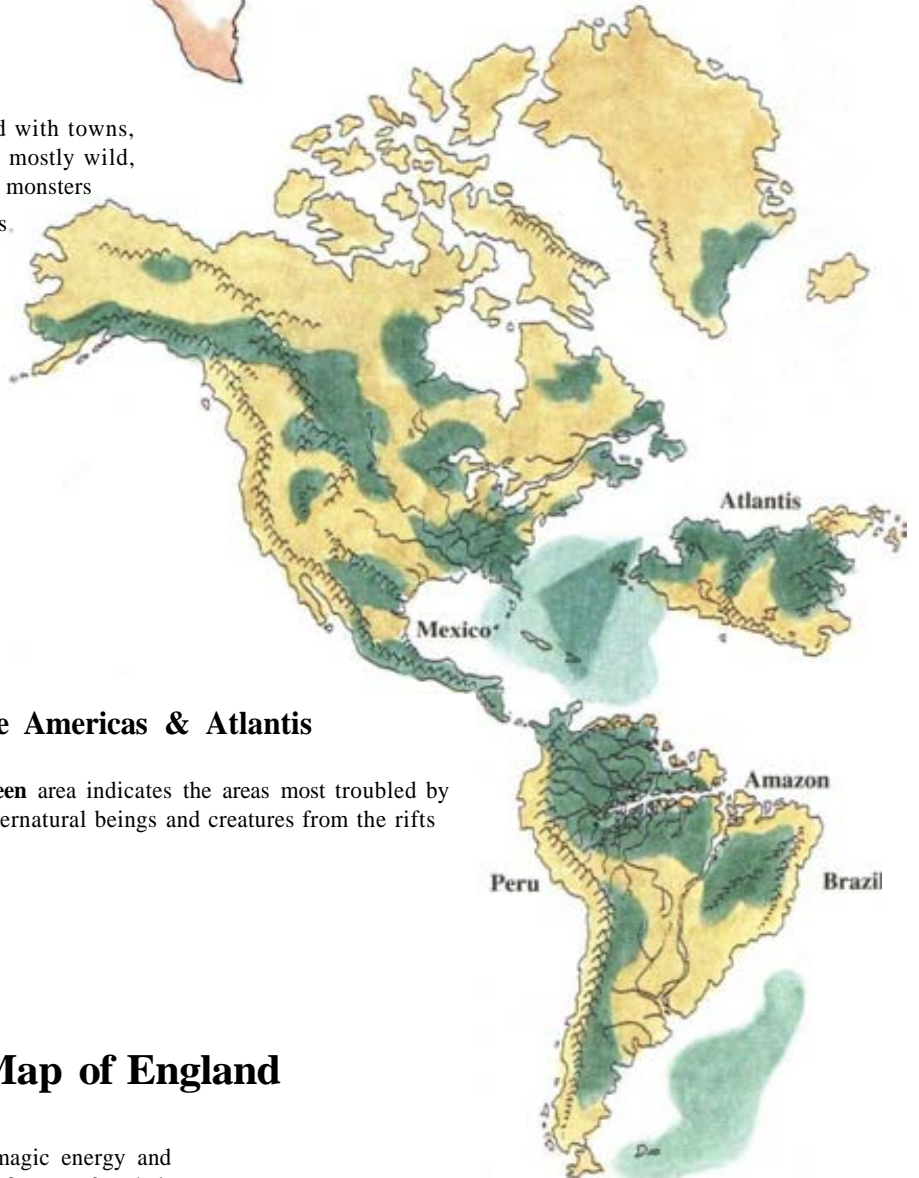 d with towns,
mostly wild,
monsters
s.
Atlantis
Mexico
e Americas & Atlantis
een area indicates the areas most troubled by
ernatural beings and creatures from the rifts
Amazon
Peru
Brazil
Map of England
magic energy and